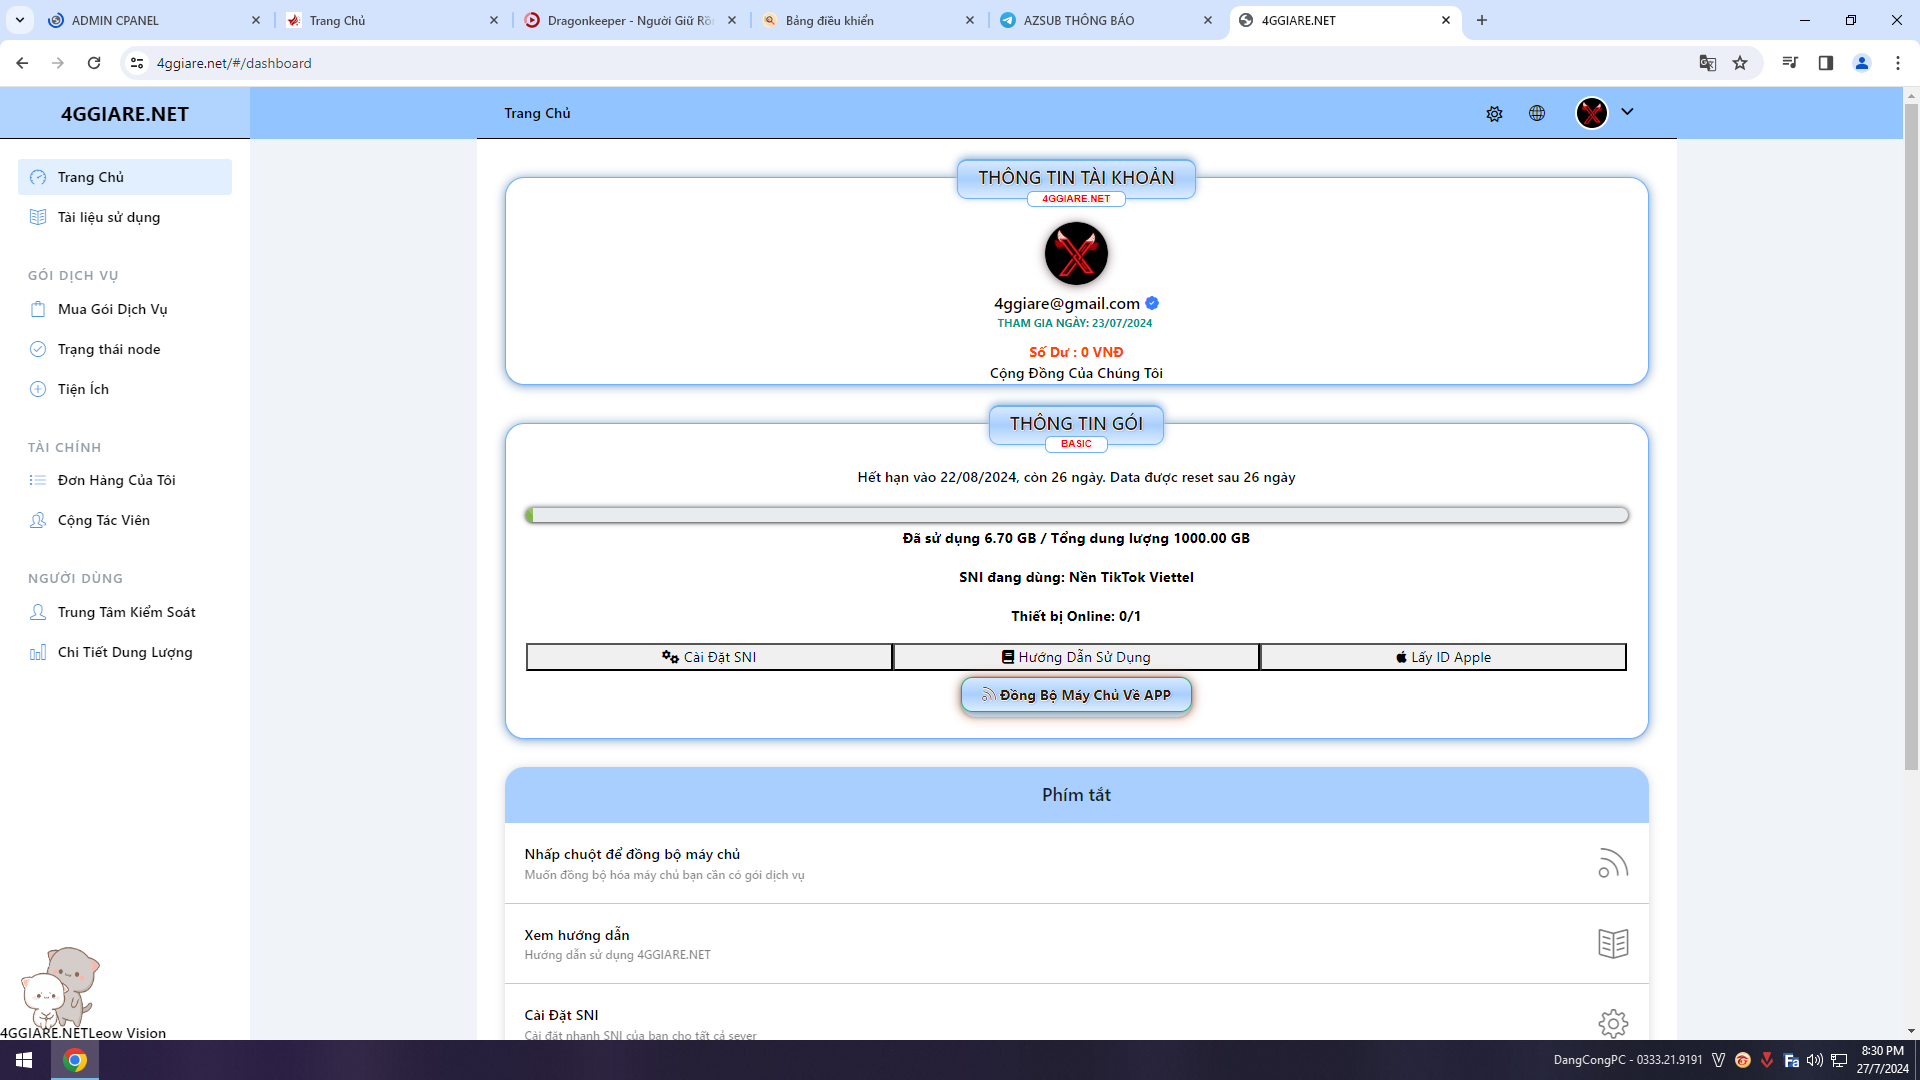 ADMIN CPANEL
Trang Chủ
Dragonkeeper - Người Giữ Rồ
Bảng điều khiển
AZSUB THÔNG BÁO
4GGIARE.NET
4ggiare.net/#/dashboard
4GGIARE.NET
Trang Chủ
Trang Chủ
Tài liệu sử dụng
GÓI DỊCH VỤ
Mua Gói Dịch Vụ
Trạng thái node
Tiện Ích
TÀI CHÍNH
Đơn Hàng Của Tôi
Cộng Tác Viên
NGƯỜI DÙNG
Trung Tâm Kiểm Soát
Chi Tiết Dung Lượng
THÔNG TIN TÀI KHOẢN
4GGIARE.NET
4ggiare@gmail.com
THAM GIA NGÀY: 23/07/2024
Số Dư : 0 VNĐ
Cộng Đồng Của Chúng Tôi
THÔNG TIN GÓI
BASIC
Hết hạn vào 22/08/2024, còn 26 ngày. Data được reset sau 26 ngày
Đã sử dụng 6.70 GB / Tổng dung lượng 1000.00 GB
SNI đang dùng: Nền TikTok Viettel
Thiết bị Online: 0/1
Cài Đặt SNI
Hướng Dẫn Sử Dụng
Lấy ID Apple
Đồng Bộ Máy Chủ Về APP
Phím tắt
Nhấp chuột để đồng bộ máy chủ
Muốn đồng bộ hóa máy chủ bạn cần có gói dịch vụ
Xem hướng dẫn
Hướng dẫn sử dụng 4GGIARE.NET
Cài Đặt SNI
Cài đặt nhanh SNI của bạn cho tất cả sever
4GGIARE.NETLeow Vision
DangCongPC - 0333.21.9191
8:30 PM
27/7/2024